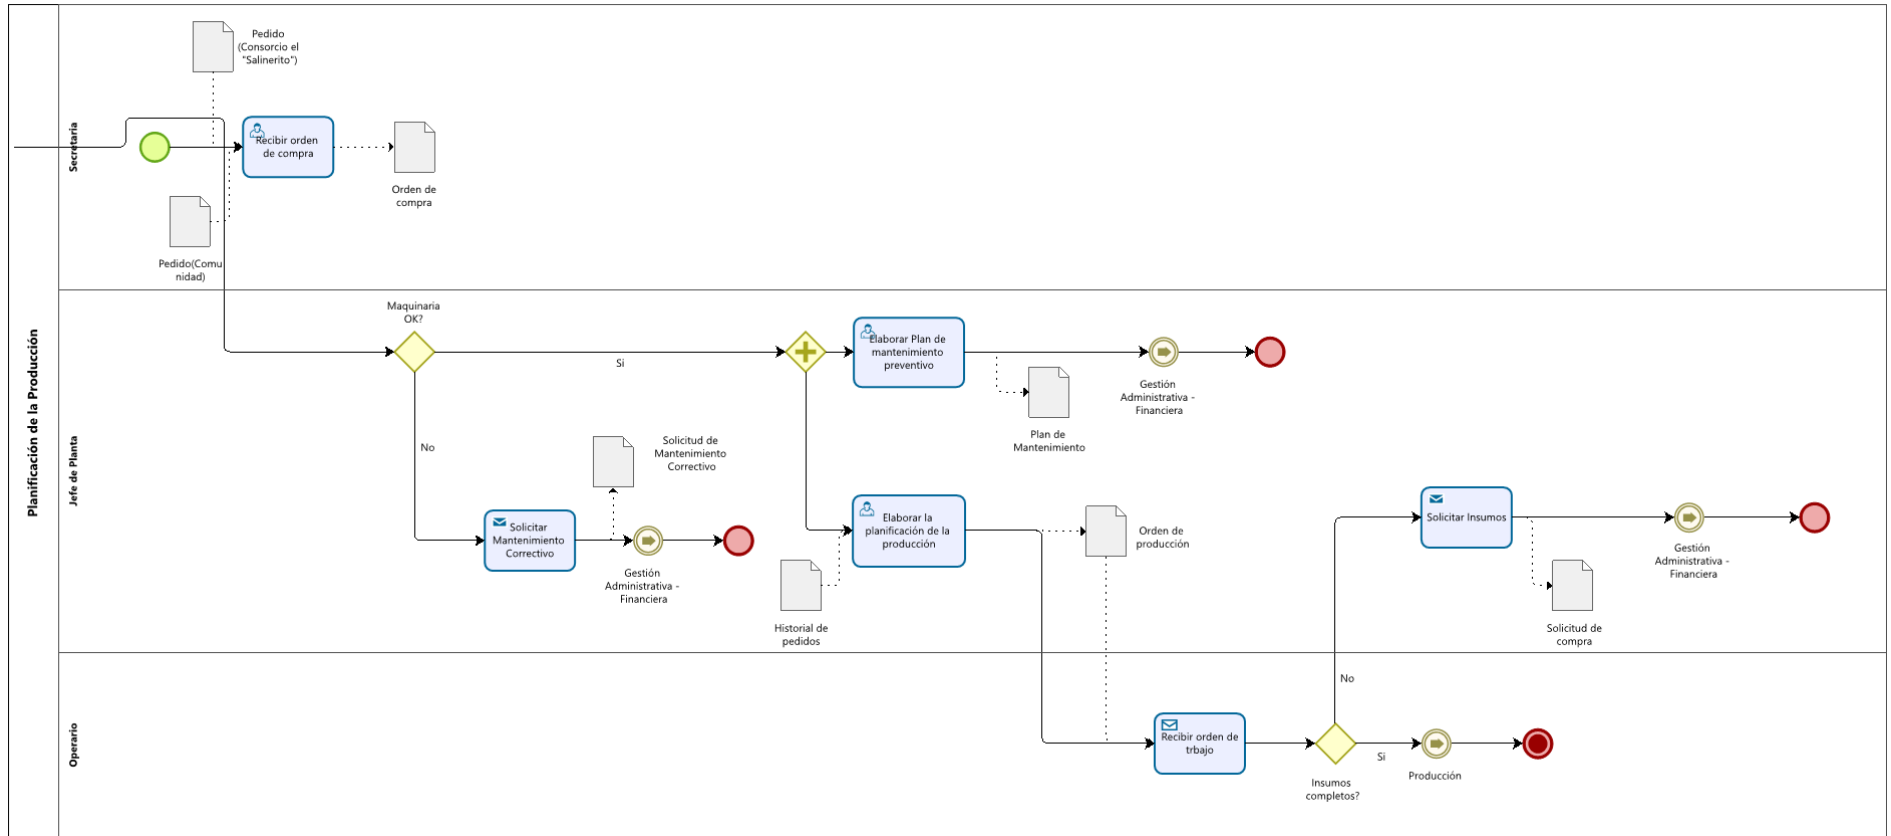 Planificación de la Producción
Secretaria
Pedido
(Consorcio el
"Salinerito")
Recibir orden
de compra
Orden de
compra
Pedido(Comu
nidad)
Jefe de Planta
Maquinaria
OK?
Si
No
Elaborar Plan de
mantenimiento
preventivo
Plan de
Mantenimiento
Gestión
Administrativa -
Financiera
Solicitud de
Mantenimiento
Correctivo
Solicitar
Mantenimiento
Correctivo
Gestión
Administrativa -
Financiera
Elaborar la
planificación de la
producción
Historial de
pedidos
Orden de
producción
Solicitar Insumos
Gestión
Administrativa -
Financiera
Solicitud de
compra
Operario
Recibir orden de
trbajo
No
Insumos
completos?
Si
Producción